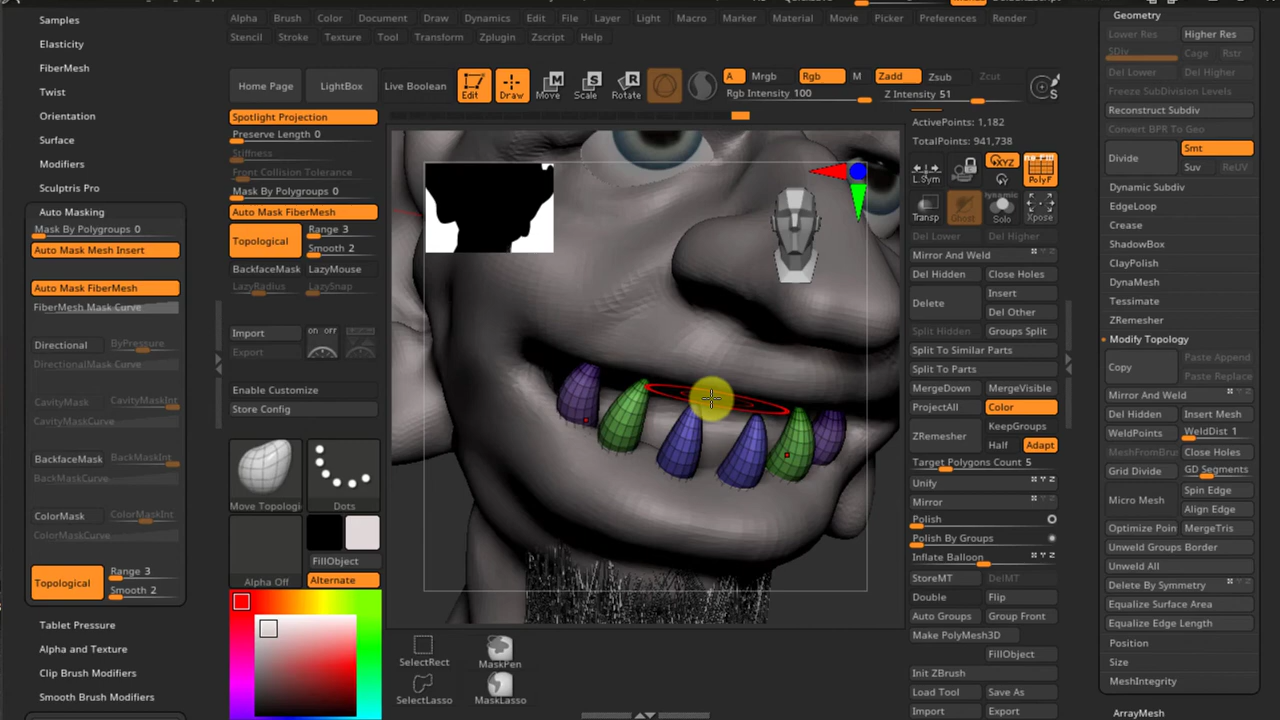 Samples
Elasticity
FiberMesh
Twist
Orientation
Surface
Modifiers
Sculptris Pro
Auto Masking
Mask By Polygroups 0
Auto Mask Mesh Insert
Auto Mask FiberMesh
FiberMesh Mask Curve
Directional ByPressure
DirectionalMask Curve
CavityMask CavityMaskInt
CavityMaskCurve
BackfaceMask BackMaskInt
BackMaskCurve
ColorMask ColorMaskInt
ColorMaskCurve
Topological
Range 3
Smooth 2
Tablet Pressure
Alpha and Texture
Clip Brush Modifiers
Smooth Brush Modifiers
Alpha Brush Color Document Draw Dynamics Edit File Layer Light Macro Marker Material Movie Picker Preferences Render
Stencil Stroke Texture Tool Transform Zplugin Zscript Help
Home Page LightBox Live Boolean Edit Draw Move Scale Rotate
A Mrgb Rgb M Zadd Zsub Zcut
Rgb Intensity 100 Z Intensity 51
Spotlight Projection
Preserve Length 0
Stiffness
Front Collision Tolerance
Mask By Polygroups 0
Auto Mask FiberMesh
Topological
Range 3
Smooth 2
BackfaceMask LazyMouse
LazyRadius LazySnap
Import on off
Export
Enable Customize
Store Config
Move Topologi Dots
FillObject
Alpha Off Alternate
SelectRect MaskPen
SelectLasso MaskLasso
ActivePoints: 1,182
TotalPoints: 941,738
L.Sym XYZ Y PolyF
Dynamic
Transp Ghost Solo Xpose
Del Lower Del Higher
Mirror And Weld
Del Hidden Close Holes
Delete Insert
Del Other
Split Hidden Groups Split
Split To Similar Parts
Split To Parts
MergeDown MergeVisible
ProjectAll Color
ZRemesher KeepGroups
Half Adapt
Target Polygons Count 5
Unify
Mirror
Polish
Polish By Groups
Inflate Balloon
StoreMT DelMT
Double Flip
Auto Groups Group Front
Make PolyMesh3D
FillObject
Init ZBrush
Load Tool Save As
Import Export
Geometry
Lower Res Higher Res
SDiv Cage Rstr
Del Lower Del Higher
Freeze SubDivision Levels
Reconstruct Subdiv
Convert BPR To Geo
Divide Smt
Suv ReUV
Dynamic Subdiv
EdgeLoop
Crease
ShadowBox
ClayPolish
DynaMesh
Tessimate
ZRemesher
Modify Topology
Copy Paste Append
Paste Replace
Mirror And Weld
Del Hidden Insert Mesh
WeldPoints WeldDist 1
MeshFromBrus Close Holes
Grid Divide GD Segments
Micro Mesh Spin Edge
Align Edge
Optimize Poin MergeTris
Unweld Groups Border
Unweld All
Delete By Symmetry
Equalize Surface Area
Equalize Edge Length
Position
Size
MeshIntegrity
ArrayMesh